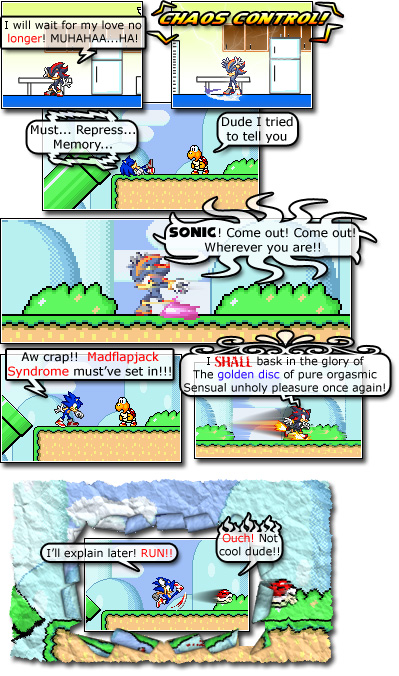 I will wait for my love no
longer! MUHAHAA...HA!
CHAOS CONTROL!
Must... Repress...
Memory...
Dude I tried
to tell you
SONIC! Come out! Come out!
Wherever you are!!
Aw crap!! Madflapjack
Syndrome must've set in!!!
I SHALL bask in the glory of
The golden disc of pure orgasmic
Sensual unholy pleasure once again!
I'll explain later! RUN!!
Ouch! Not
cool dude!!